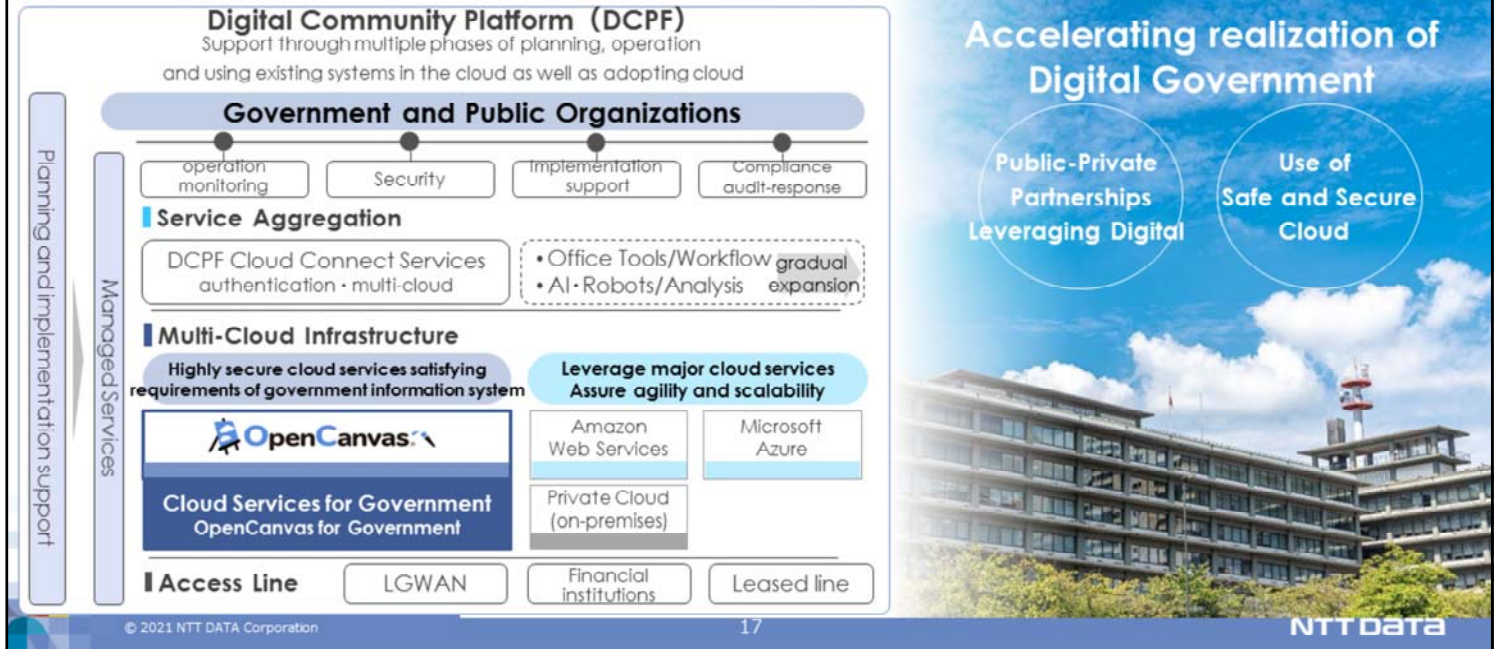 Digital Community Platform（DCPF）
Support through multiple phases of planning, operation
and using existing systems in the cloud as well as adopting cloud
Planning and implementation support
Managed Services
Government and Public Organizations
operation
monitoring
Security
Implementation
support
Compliance
audit-response
Service Aggregation
DCPF Cloud Connect Services
authentication・multi-cloud
• Office Tools/Workflow
• AI・Robots/Analysis
gradual
expansion
Multi-Cloud Infrastructure
Highly secure cloud services satisfying
requirements of government information system
Leverage major cloud services
Assure agility and scalability
OpenCanvas
Cloud Services for Government
OpenCanvas for Government
Amazon
Web Services
Microsoft
Azure
Private Cloud
(on-premises)
Access Line
LGWAN
Financial
institutions
Leased line
Accelerating realization of
Digital Government
Public-Private
Partnerships
Leveraging Digital
Use of
Safe and Secure
Cloud
© 2021 NTT DATA Corporation
17
NTT DATA